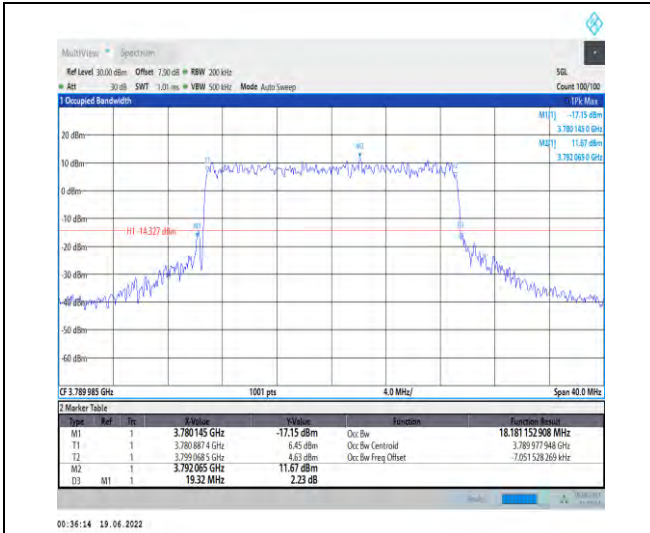 MultiView Spectrum
Ref Level 30.00 dBm Offset 7.90 dB RBW 200 kHz SGL
Att 30 dB SWT 1.01 ms VBW 500 kHz Mode Auto Sweep Count 100/100
1 Occupied Bandwidth 1Pk Max
M1[1] -17.15 dBm
3.780 145 0 GHz
20 dBm M2[1] 11.67 dBm
3.792 065 0 GHz
M2
T1
10 dBm
0 dBm
-10 dBm
H1 -14.327 dBm M1 D3
-20 dBm
-30 dBm
-40 dBm
-50 dBm
-60 dBm
CF 3.789 985 GHz 1001 pts 4.0 MHz/ Span 40.0 MHz
2 Marker Table
Type Ref Trc X-Value Y-Value Function Function Result
M1 1 3.780145 GHz -17.15 dBm Occ Bw 18.181 152 908 MHz
T1 1 3.780 887 4 GHz 6.45 dBm Occ Bw Centroid 3.789 977 948 GHz
T2 1 3.799 068 5 GHz 4.63 dBm Occ Bw Freq Offset -7.051 528 269 kHz
M2 1 3.792 065 GHz 11.67 dBm
D3 M1 1 19.32 MHz 2.23 dB
00:36:14 19.06.2022